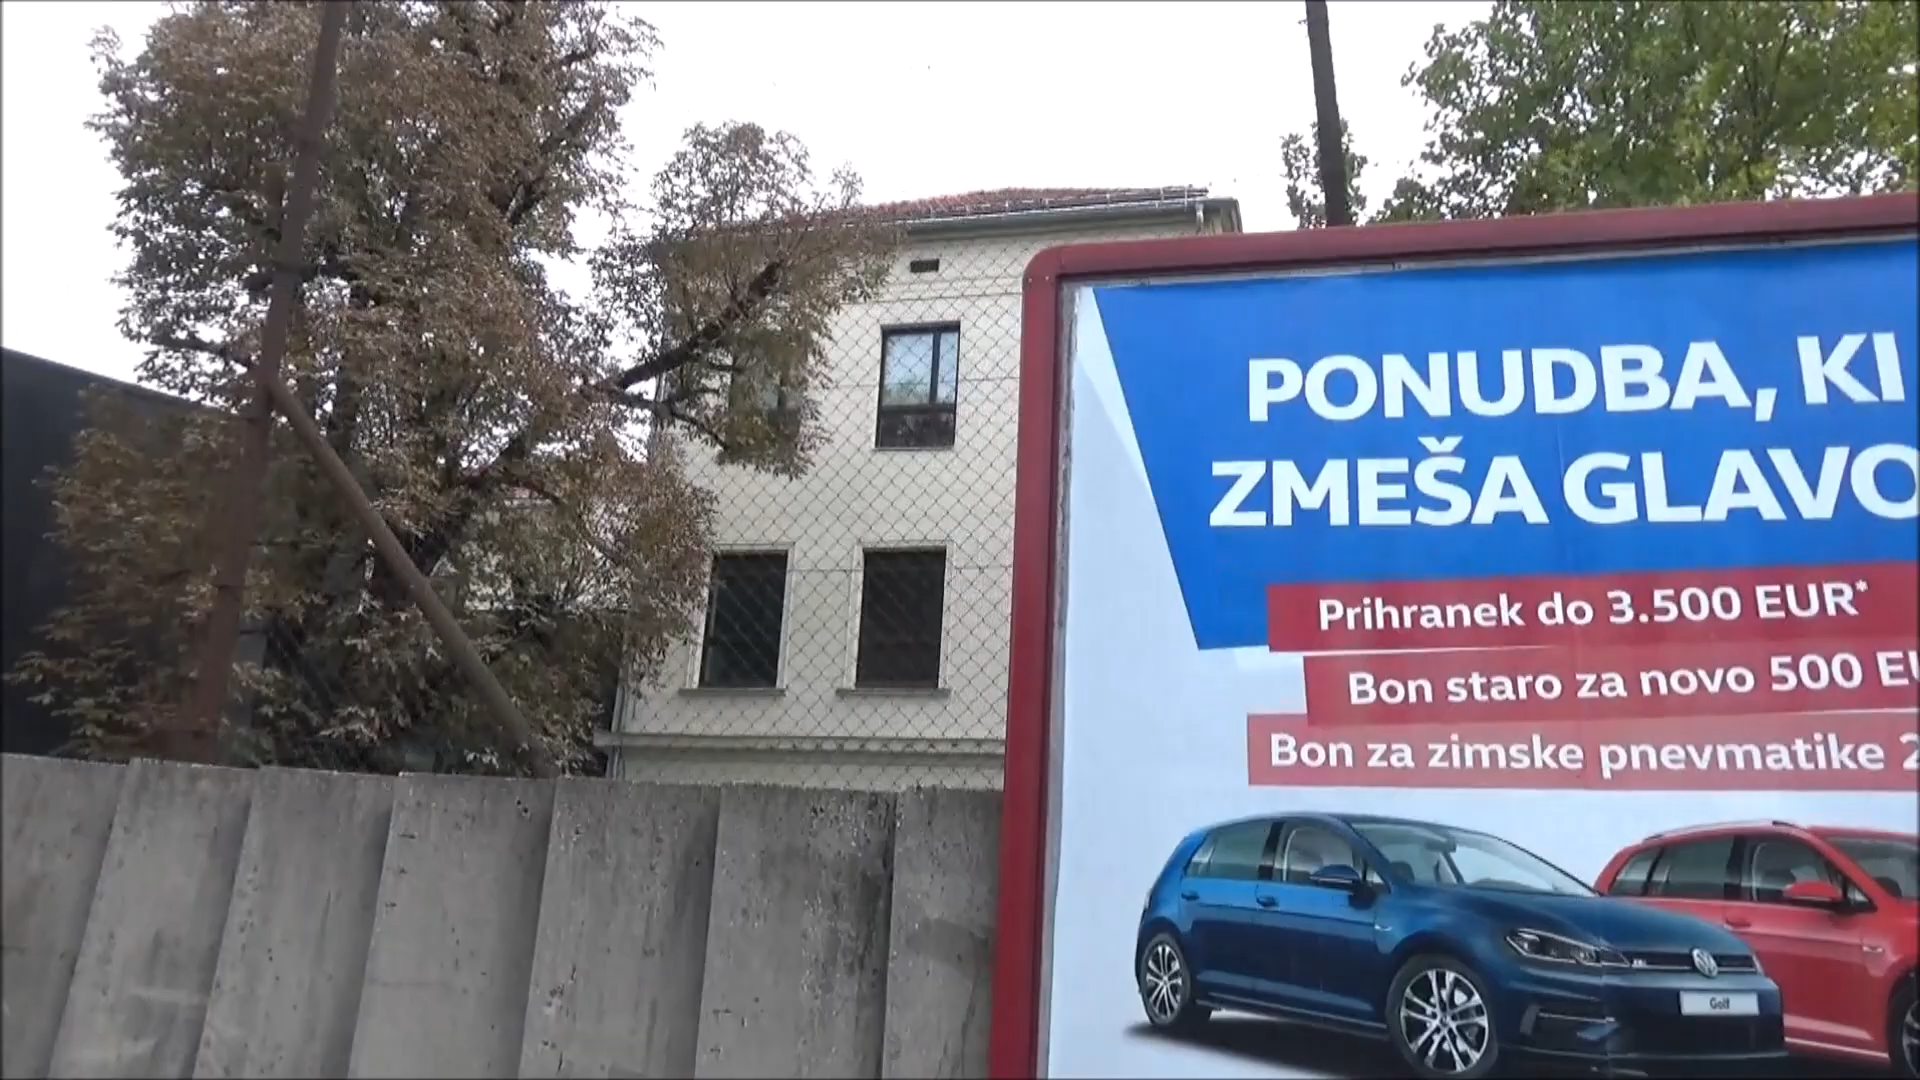 PONUDBA, KI
ZMEŠA GLAVO
Prihranek do 3.500 EUR*
Bon staro za novo 500
Bon za zimske pnevmatike
Golf